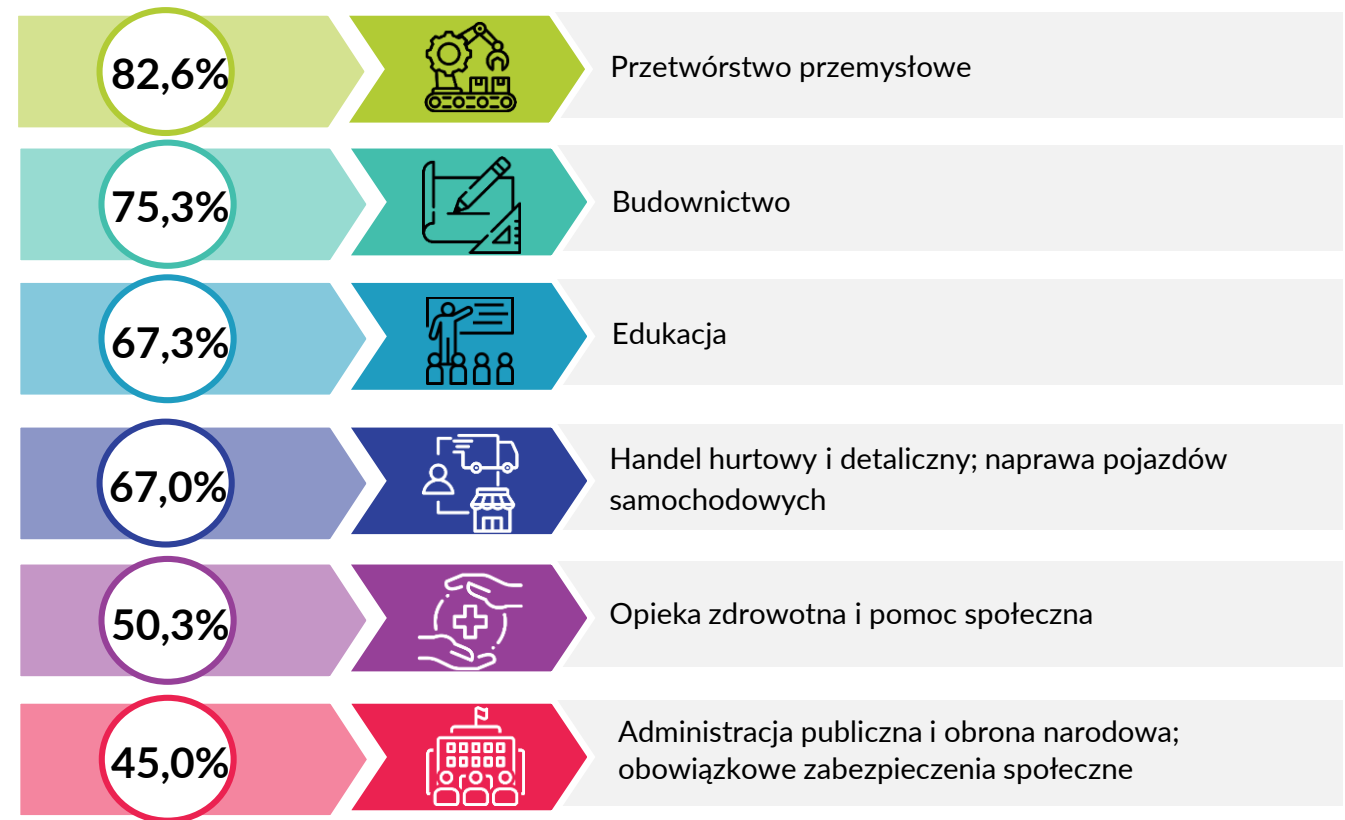 82,6%
Przetwórstwo przemysłowe
75,3%
Budownictwo
67,3%
Edukacja
67,0%
Handel hurtowy i detaliczny; naprawa pojazdów
samochodowych
50,3%
Opieka zdrowotna i pomoc społeczna
45,0%
Administracja publiczna i obrona narodowa;
obowiązkowe zabezpieczenia społeczne